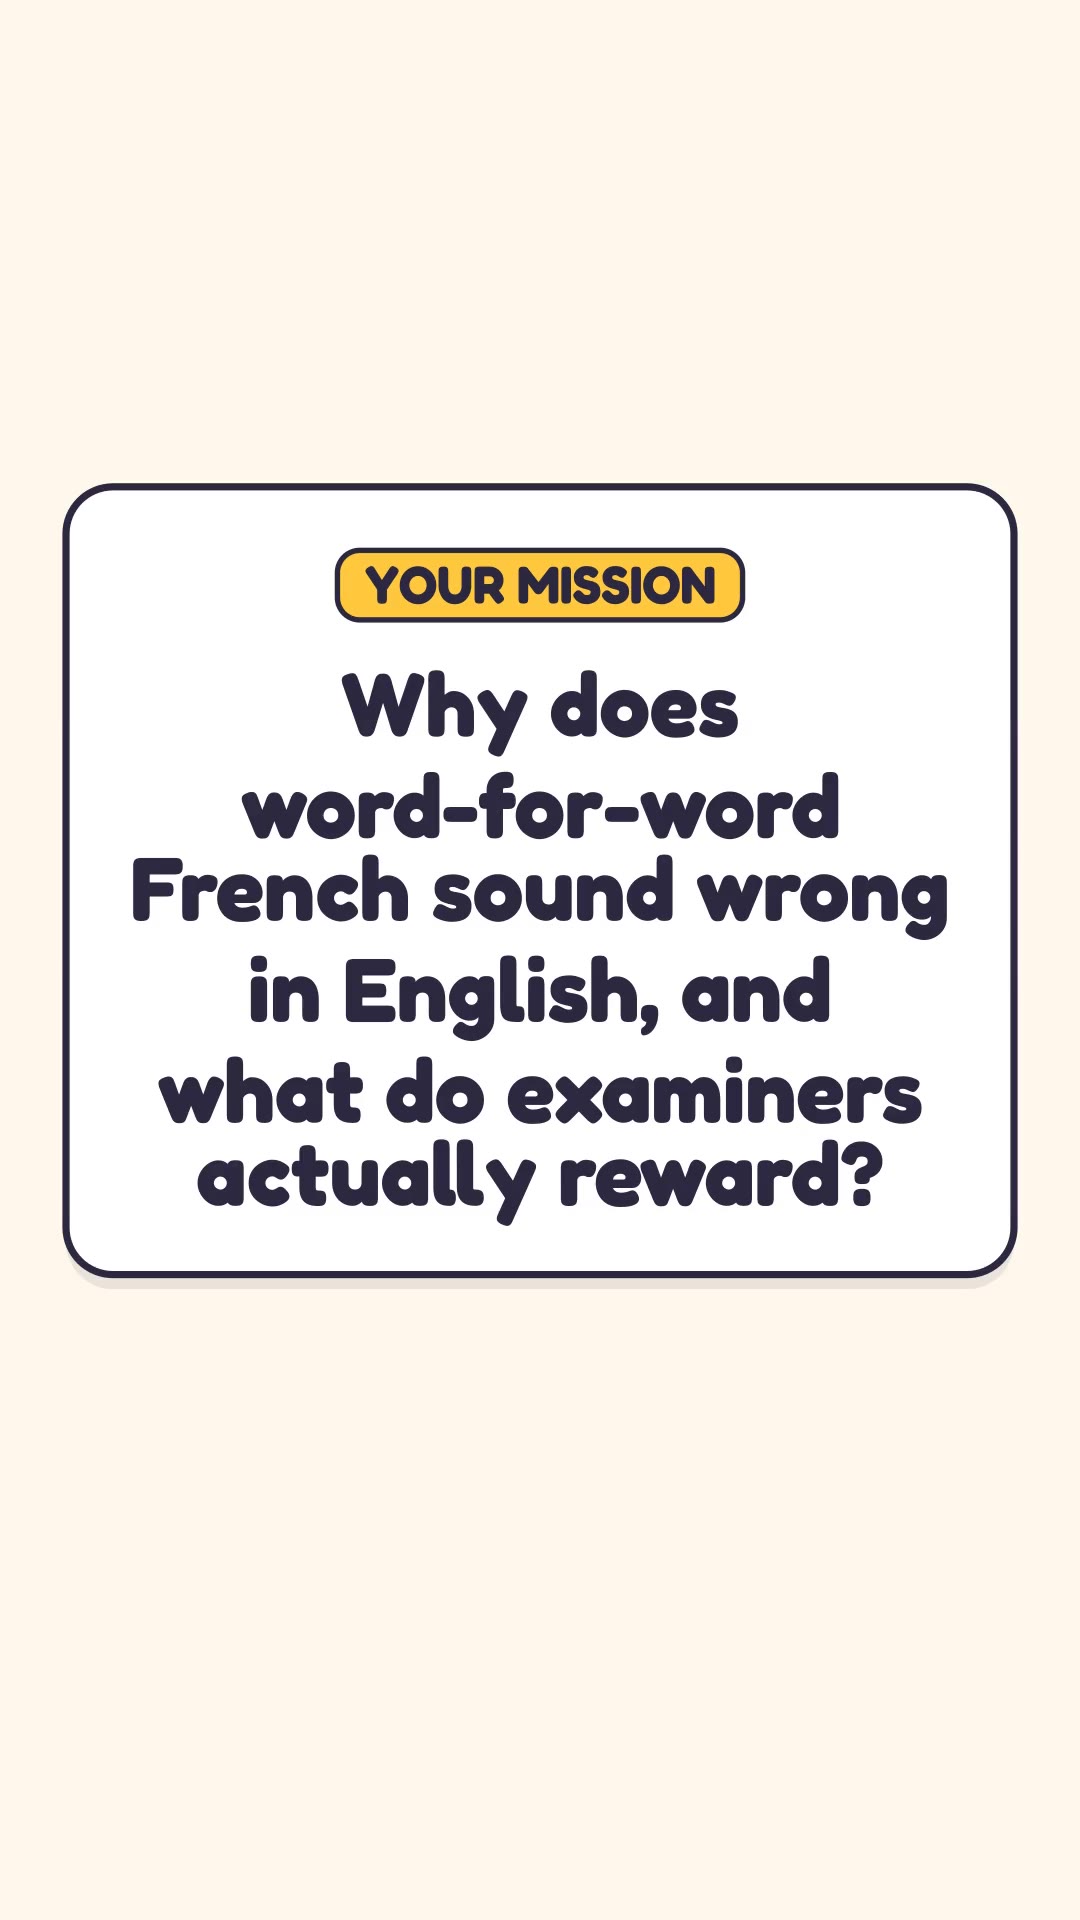 YOUR MISSION
Why does
word-for-word
French sound wrong
in English, and
what do examiners
actually reward?